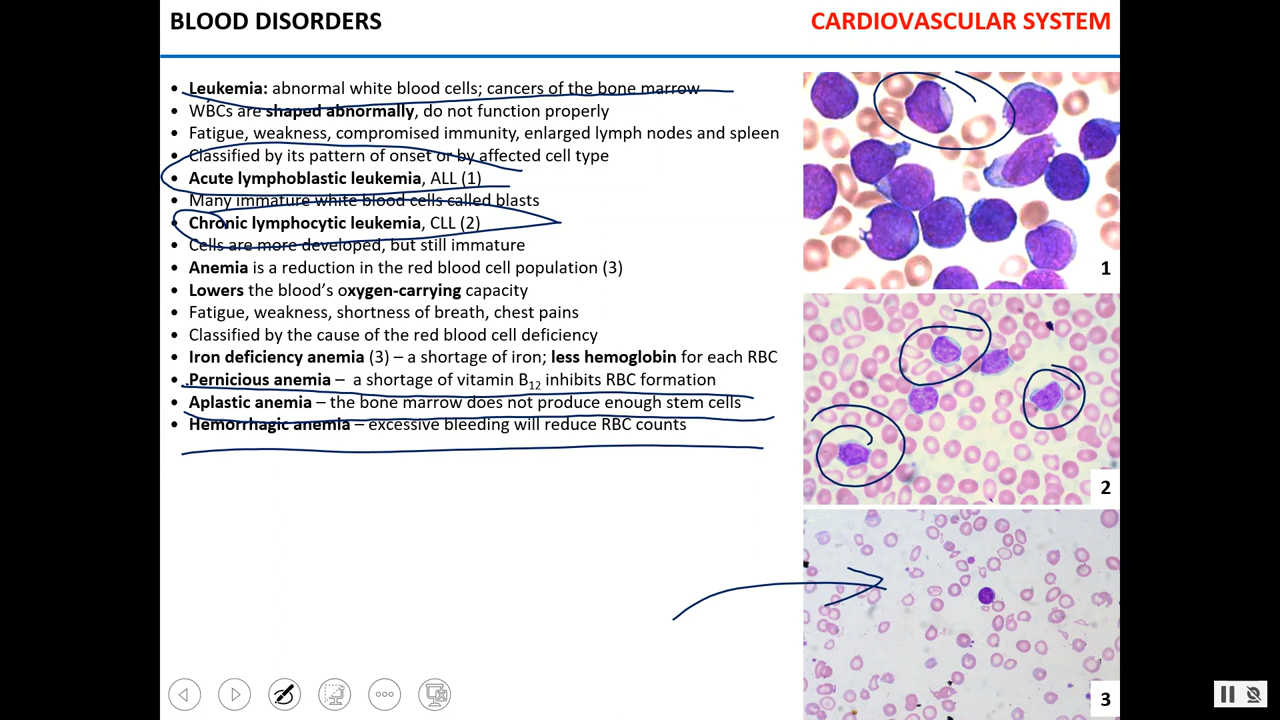 BLOOD DISORDERS
CARDIOVASCULAR SYSTEM
• Leukemia: abnormal white blood cells; cancers of the bone marrow
• WBCs are shaped abnormally, do not function properly
• Fatigue, weakness, compromised immunity, enlarged lymph nodes and spleen
• Classified by its pattern of onset or by affected cell type
• Acute lymphoblastic leukemia, ALL (1)
• Many immature white blood cells called blasts
• Chronic lymphocytic leukemia, CLL (2)
• Cells are more developed, but still immature
• Anemia is a reduction in the red blood cell population (3)
• Lowers the blood's oxygen-carrying capacity
• Fatigue, weakness, shortness of breath, chest pains
• Classified by the cause of the red blood cell deficiency
• Iron deficiency anemia (3) – a shortage of iron; less hemoglobin for each RBC
• Pernicious anemia – a shortage of vitamin B12 inhibits RBC formation
• Aplastic anemia – the bone marrow does not produce enough stem cells
• Hemorrhagic anemia – excessive bleeding will reduce RBC counts
1
2
3